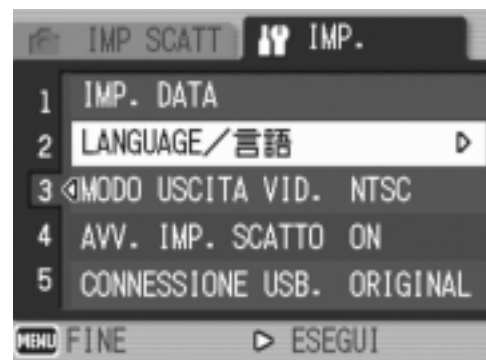 IMP SCATT IMP.
1 IMP. DATA
2 LANGUAGE/言語
3 MODO USCITA VID. NTSC
4 AVV. IMP. SCATTO ON
5 CONNESSIONE USB. ORIGINAL
MENU FINE ESEGUI